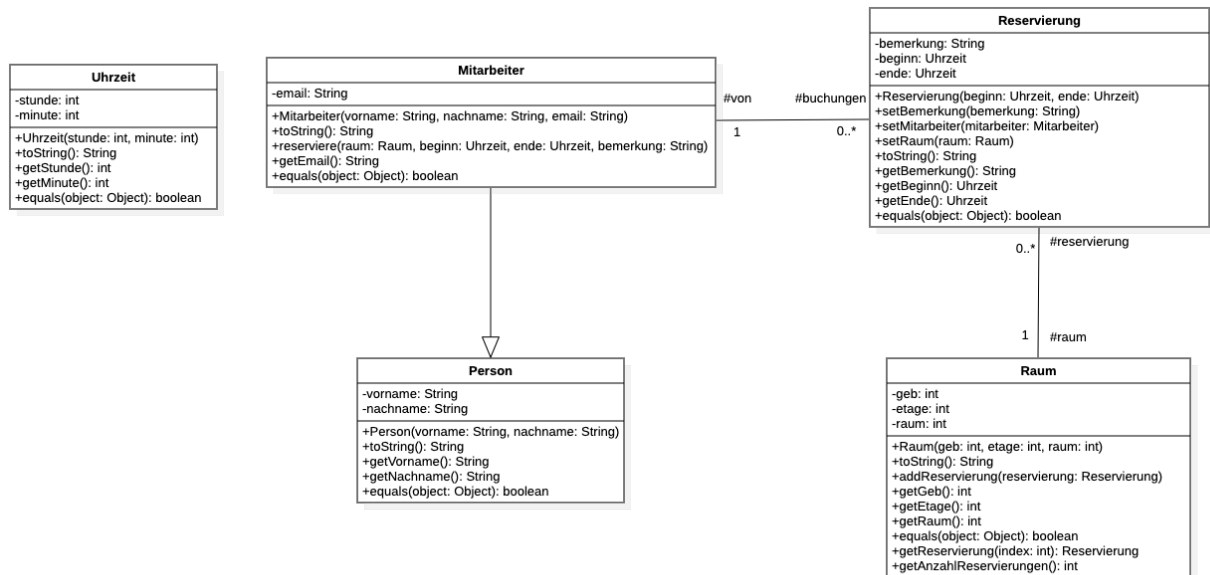 Uhrzeit
-stunde: int
-minute: int
+Uhrzeit(stunde: int, minute: int)
+toString(): String
+getStunde(): int
+getMinute(): int
+equals(object: Object): boolean
Mitarbeiter
-email: String
+Mitarbeiter(vorname: String, nachname: String, email: String)
+toString(): String
+reserviere(raum: Raum, beginn: Uhrzeit, ende: Uhrzeit, bemerkung: String)
+getEmail(): String
+equals(object: Object): boolean
#von
#buchungen
1
0..*
Reservierung
-bemerkung: String
-beginn: Uhrzeit
-ende: Uhrzeit
+Reservierung(beginn: Uhrzeit, ende: Uhrzeit)
+setBemerkung(bemerkung: String)
+setMitarbeiter(mitarbeiter: Mitarbeiter)
+setRaum(raum: Raum)
+toString(): String
+getBemerkung(): String
+getBeginn(): Uhrzeit
+getEnde(): Uhrzeit
+equals(object: Object): boolean
0..*
#reservierung
1
#raum
Person
-vorname: String
-nachname: String
+Person(vorname: String, nachname: String)
+toString(): String
+getVorname(): String
+getNachname(): String
+equals(object: Object): boolean
Raum
-geb: int
-etage: int
-raum: int
+Raum(geb: int, etage: int, raum: int)
+toString(): String
+addReservierung(reservierung: Reservierung)
+getGeb(): int
+getEtage(): int
+getRaum(): int
+equals(object: Object): boolean
+getReservierung(index: int): Reservierung
+getAnzahlReservierungen(): int